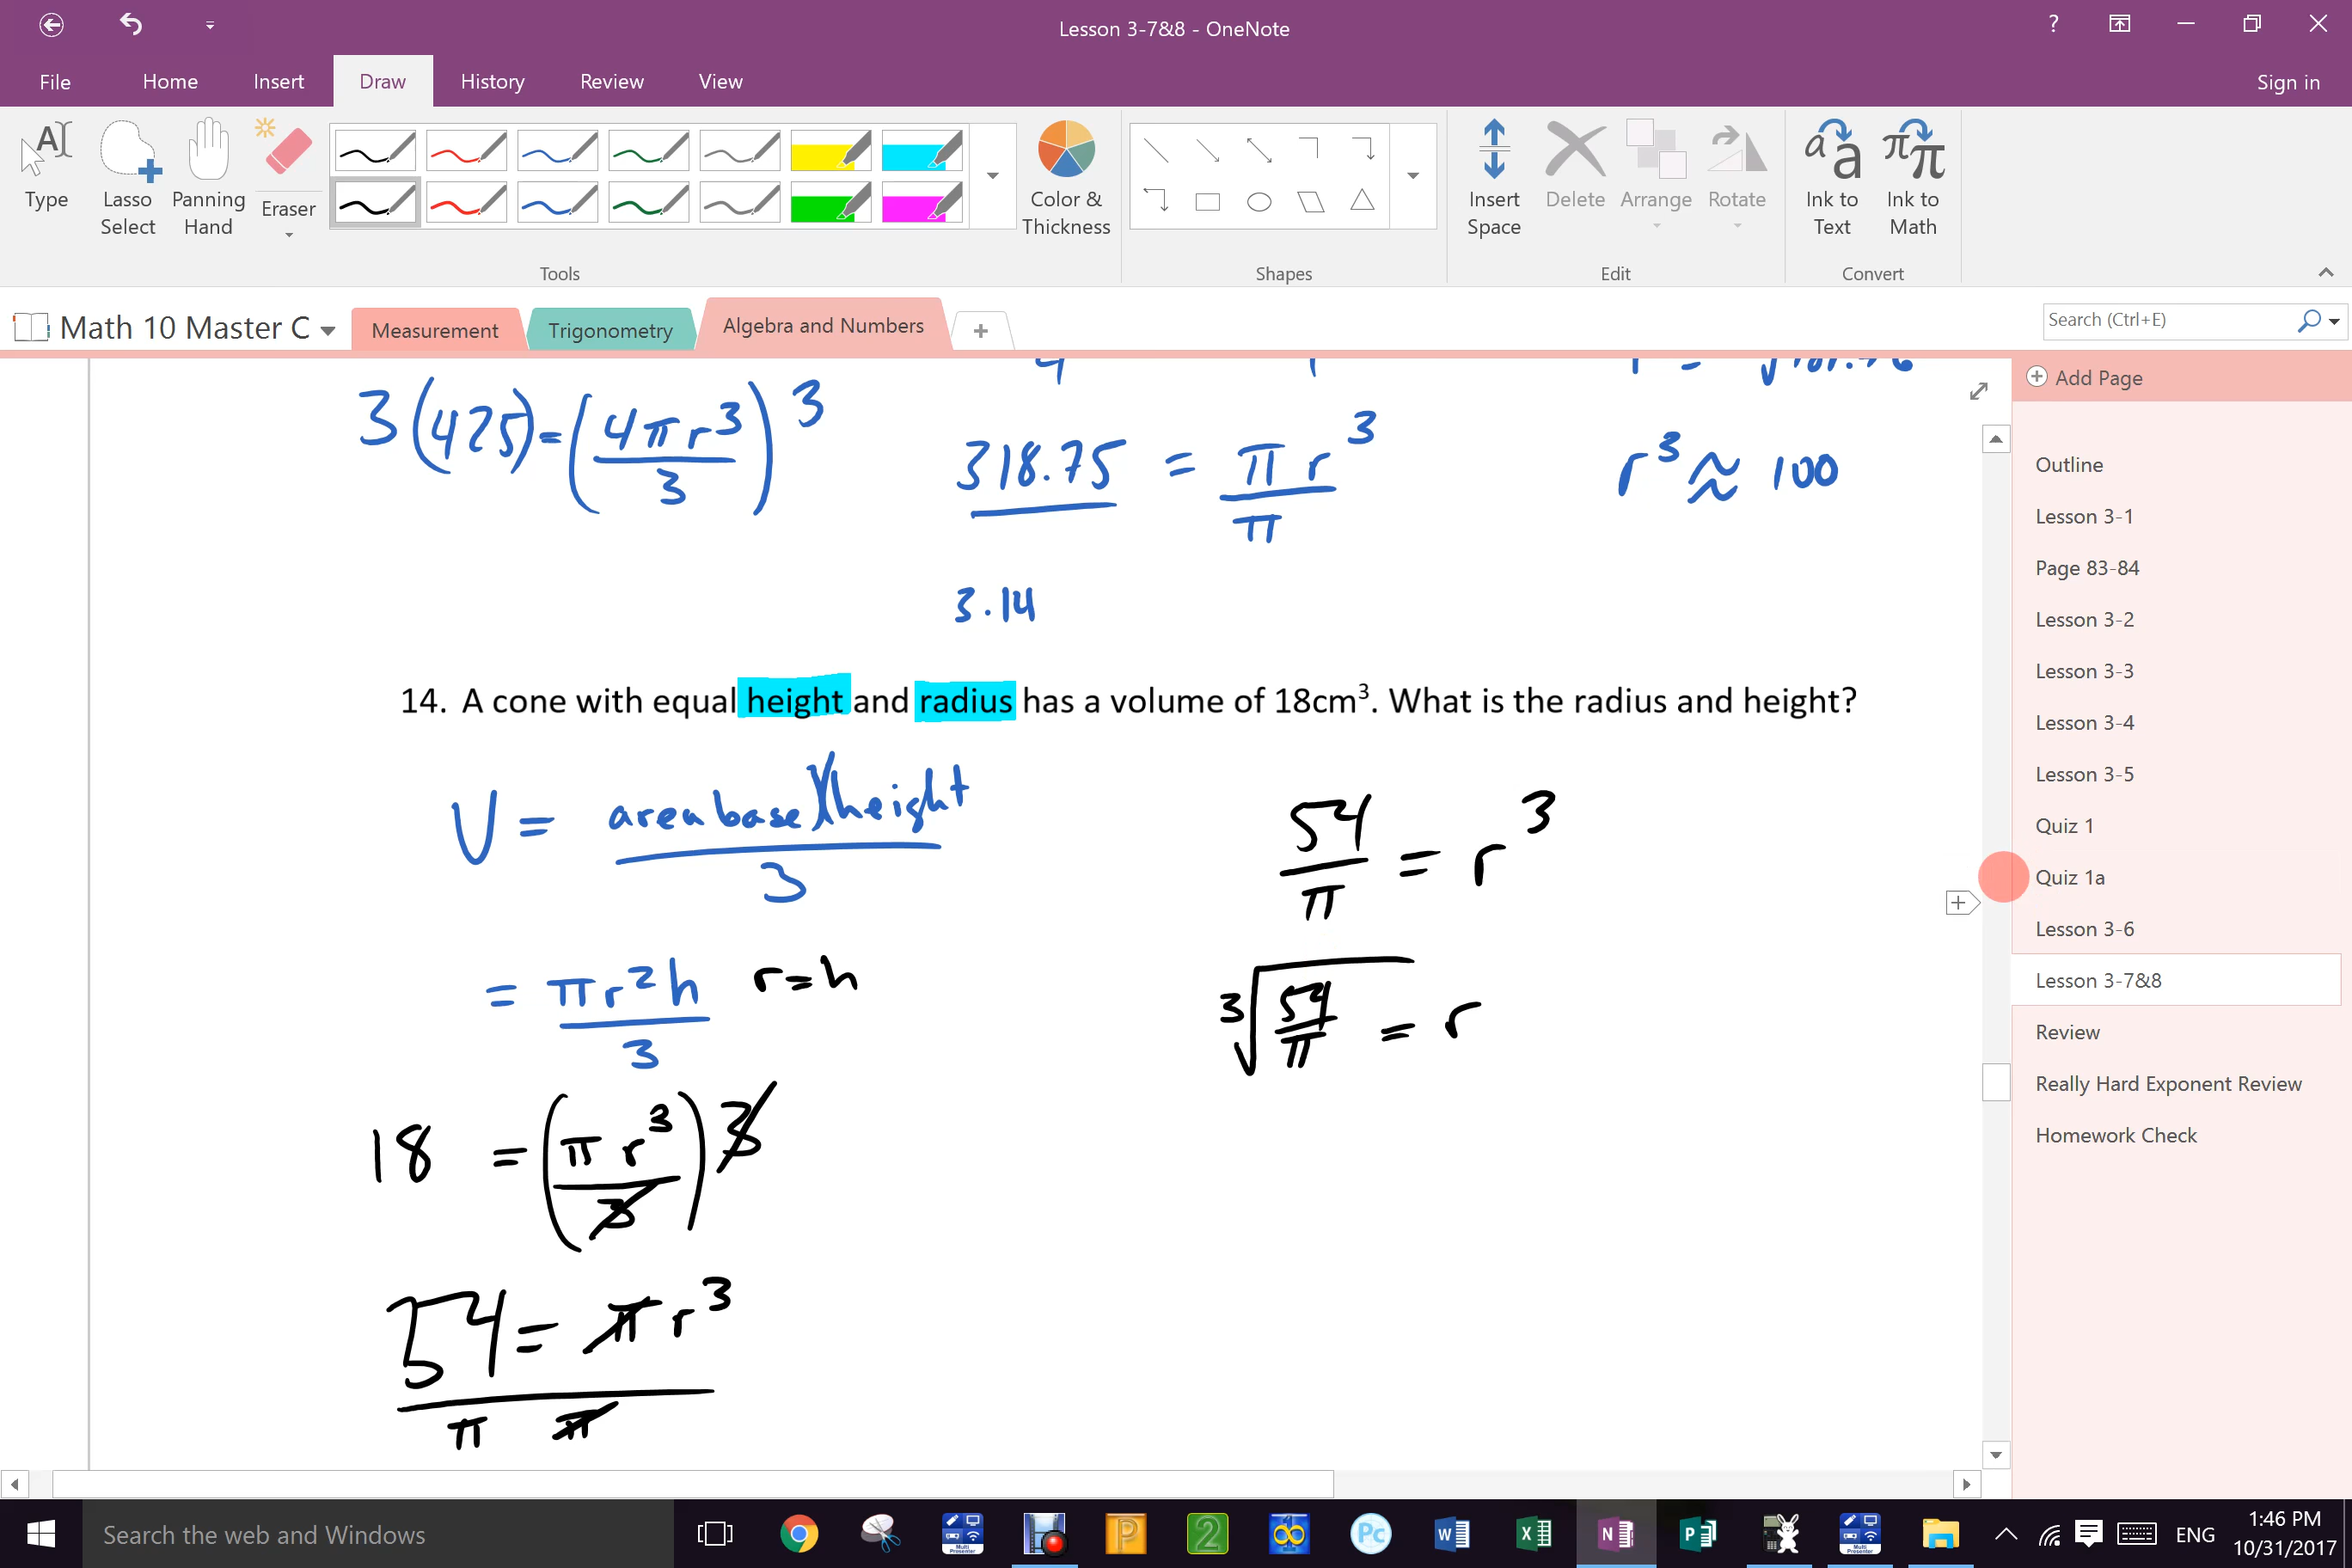 Lesson 3-7&8 - OneNote
?
File Home Insert Draw History Review View Sign in
Type
Lasso Select
Panning Hand
Eraser
Color & Thickness
Insert Space
Delete
Arrange
Rotate
Ink to Text
Ink to Math
Tools Shapes Edit Convert
Math 10 Master C Measurement Trigonometry Algebra and Numbers + Search (Ctrl+E)
Add Page
Outline
Lesson 3-1
Page 83-84
Lesson 3-2
Lesson 3-3
Lesson 3-4
Lesson 3-5
Quiz 1
Quiz 1a
Lesson 3-6
Lesson 3-7&8
Review
Really Hard Exponent Review
Homework Check
3(425)=(4πr³/3)3
318.75 = πr³/π
r³ ≈ 100
3.14
14. A cone with equal height and radius has a volume of 18cm³. What is the radius and height?
V = area base)(height/3
= πr²h/3 r=h
18 = (πr³/3)3
54 = πr³
π π
54/π = r³
³√54/π = r
Search the web and Windows
ENG
1:46 PM
10/31/2017